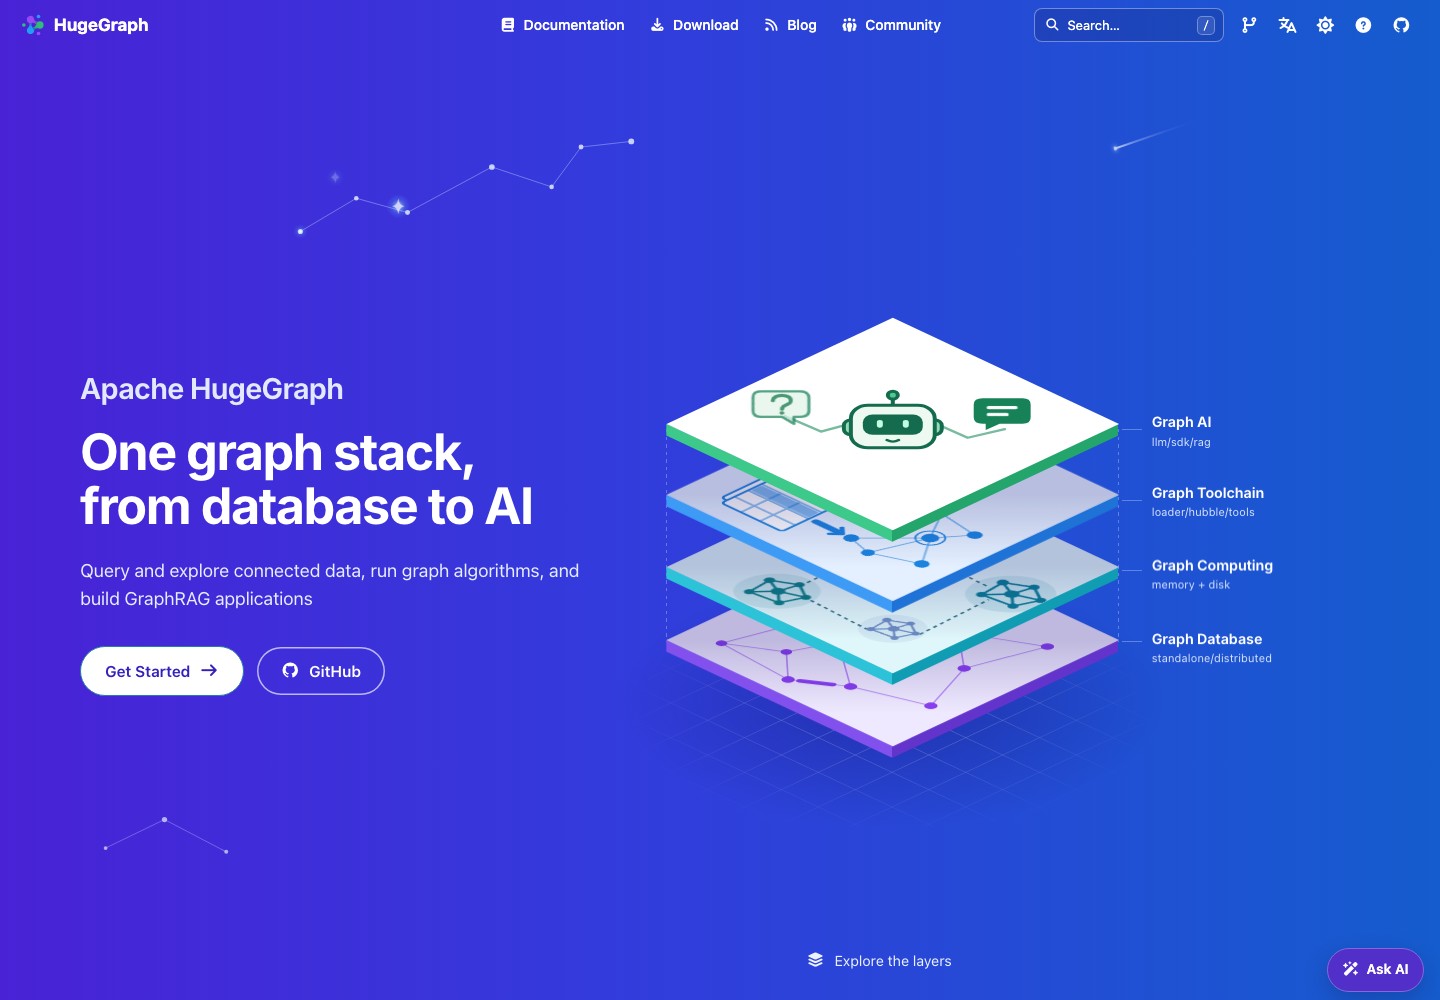 HugeGraph
Documentation
Download
Blog
Community
Search...
/
Apache HugeGraph
One graph stack,
from database to AI
Query and explore connected data, run graph algorithms, and
build GraphRAG applications
Get Started
GitHub
?
Graph AI
llm/sdk/rag
Graph Toolchain
loader/hubble/tools
Graph Computing
memory + disk
Graph Database
standalone/distributed
Explore the layers
Ask AI